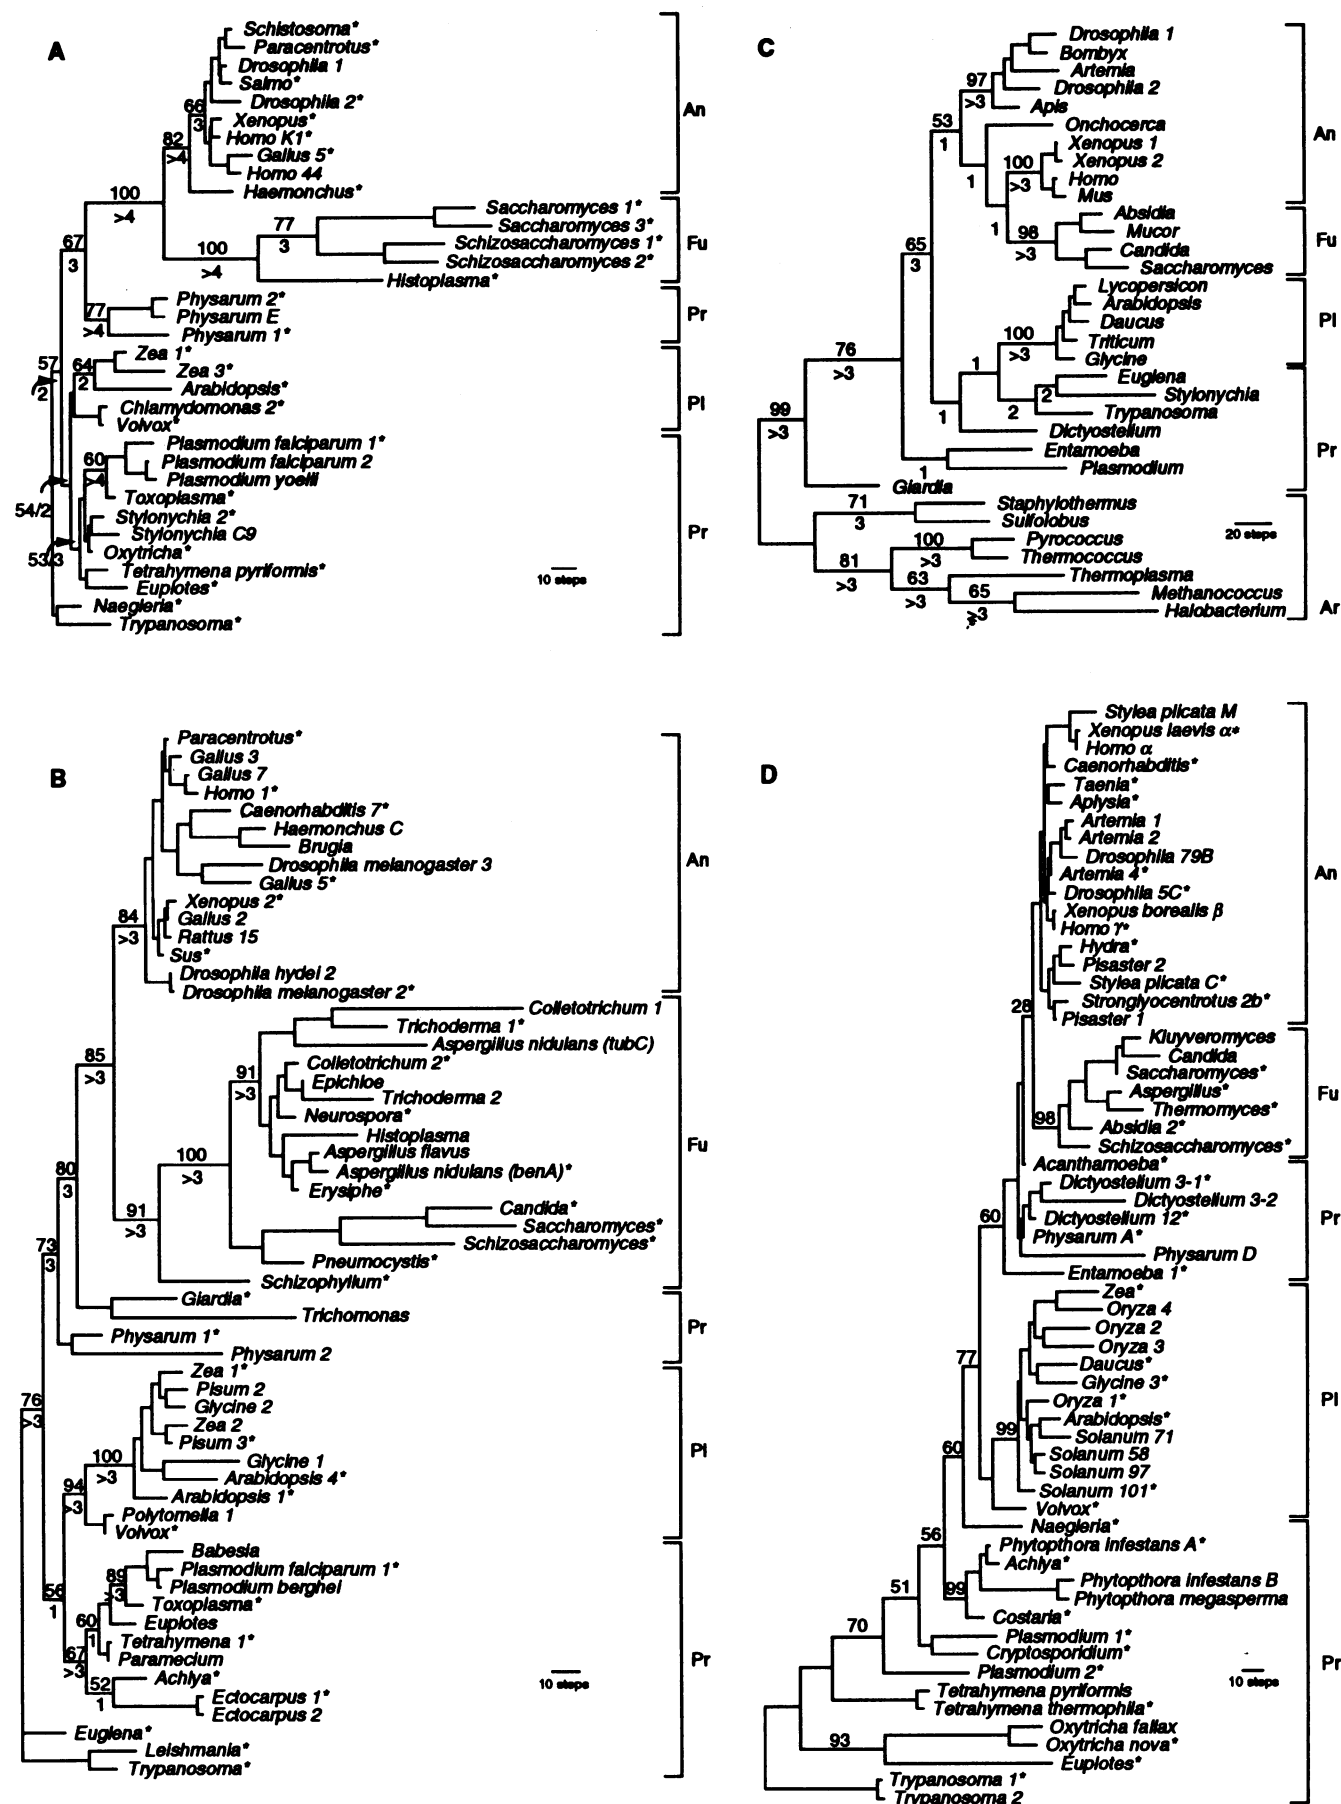 A
Schistosoma*
Paracentrotus*
Drosophila 1
Salmo*
Drosophila 2*
66
3
Xenopus*
Homo K1*
82
>4
Gallus 5*
Homo 44
Haemonchus*
An
100
>4
Saccharomyces 1*
77
3
Saccharomyces 3*
Schizosaccharomyces 1*
100
>4
Schizosaccharomyces 2*
Histoplasma*
Fu
67
3
Physarum 2*
77
>4
Physarum E
Physarum 1*
Pr
57
2
Zea 1*
64
2
Zea 3*
Arabidopsis*
Chlamydomonas 2*
Volvox*
Pl
Plasmodium falciparum 1*
60
>4
Plasmodium falciparum 2
Plasmodium yoelii
Toxoplasma*
54/2
Stylonychia 2*
Stylonychia C9
Oxytricha*
53/3
Tetrahymena pyriformis*
Euplotes*
Naegleria*
Trypanosoma*
Pr
10 steps
C
Drosophila 1
Bombyx
Artemia
97
>3
Drosophila 2
Apis
53
1
Onchocerca
Xenopus 1
100
>3
Xenopus 2
1
Homo
Mus
An
Absidia
1
98
>3
Mucor
Candida
Saccharomyces
Fu
65
3
Lycopersicon
Arabidopsis
Daucus
100
>3
Triticum
Glycine
Pl
76
>3
1
Euglena
2
Stylonychia
2
Trypanosoma
1
Dictyostelium
Entamoeba
1
Plasmodium
Giardia
Pr
99
>3
71
3
Staphylothermus
Sulfolobus
100
>3
Pyrococcus
Thermococcus
81
>3
63
>3
Thermoplasma
65
>3
Methanococcus
Halobacterium
Ar
20 steps
B
Paracentrotus*
Gallus 3
Gallus 7
Homo 1*
Caenorhabditis 7*
Haemonchus C
Brugia
Drosophila melanogaster 3
Gallus 5*
Xenopus 2*
84
>3
Gallus 2
Rattus 15
Sus*
Drosophila hydei 2
Drosophila melanogaster 2*
An
Colletotrichum 1
Trichoderma 1*
Aspergillus nidulans (tubC)
85
>3
91
>3
Colletotrichum 2*
Epichloe
Trichoderma 2
Neurospora*
Histoplasma
100
>3
Aspergillus flavus
Aspergillus nidulans (benA)*
Erysiphe*
91
>3
Candida*
Saccharomyces*
Schizosaccharomyces*
Pneumocystis*
Schizophyllum*
Fu
80
3
Giardia*
Trichomonas
73
3
Physarum 1*
Physarum 2
Pr
Zea 1*
Pisum 2
Glycine 2
76
>3
Zea 2
Pisum 3*
100
>3
Glycine 1
Arabidopsis 4*
94
>3
Arabidopsis 1*
Polytomella 1
Volvox*
Pl
Babesia
89
>3
Plasmodium falciparum 1*
Plasmodium berghei
56
1
Toxoplasma*
Euplotes
60
1
Tetrahymena 1*
Paramecium
67
>3
Achlya*
52
1
Ectocarpus 1*
Ectocarpus 2
Euglena*
Leishmania*
Trypanosoma*
Pr
10 steps
D
Stylea plicata M
Xenopus laevis α*
Homo α
Caenorhabditis*
Taenia*
Aplysia*
Artemia 1
Artemia 2
Drosophila 79B
Artemia 4*
Drosophila 5C*
Xenopus borealis β
Homo γ*
Hydra*
Pisaster 2
Stylea plicata C*
28
Stronglyocentrotus 2b*
Pisaster 1
An
Kluyveromyces
Candida
Saccharomyces*
Aspergillus*
Thermomyces*
98
Absidia 2*
Schizosaccharomyces*
Fu
Acanthamoeba*
Dictyostelium 3-1*
Dictyostelium 3-2
60
Dictyostelium 12*
Physarum A*
Physarum D
Entamoeba 1*
Pr
Zea*
Oryza 4
Oryza 2
Oryza 3
77
Daucus*
Glycine 3*
Oryza 1*
Arabidopsis*
99
Solanum 71
60
Solanum 58
Solanum 97
Solanum 101*
Volvox*
Pl
Naegleria*
56
Phytopthora infestans A*
Achlya*
51
99
Phytopthora infestans B
Phytopthora megasperma
Costaria*
70
Plasmodium 1*
Cryptosporidium*
Plasmodium 2*
Tetrahymena pyriformis
Tetrahymena thermophila*
93
Oxytricha fallax
Oxytricha nova*
Euplotes*
Trypanosoma 1*
Trypanosoma 2
Pr
10 steps